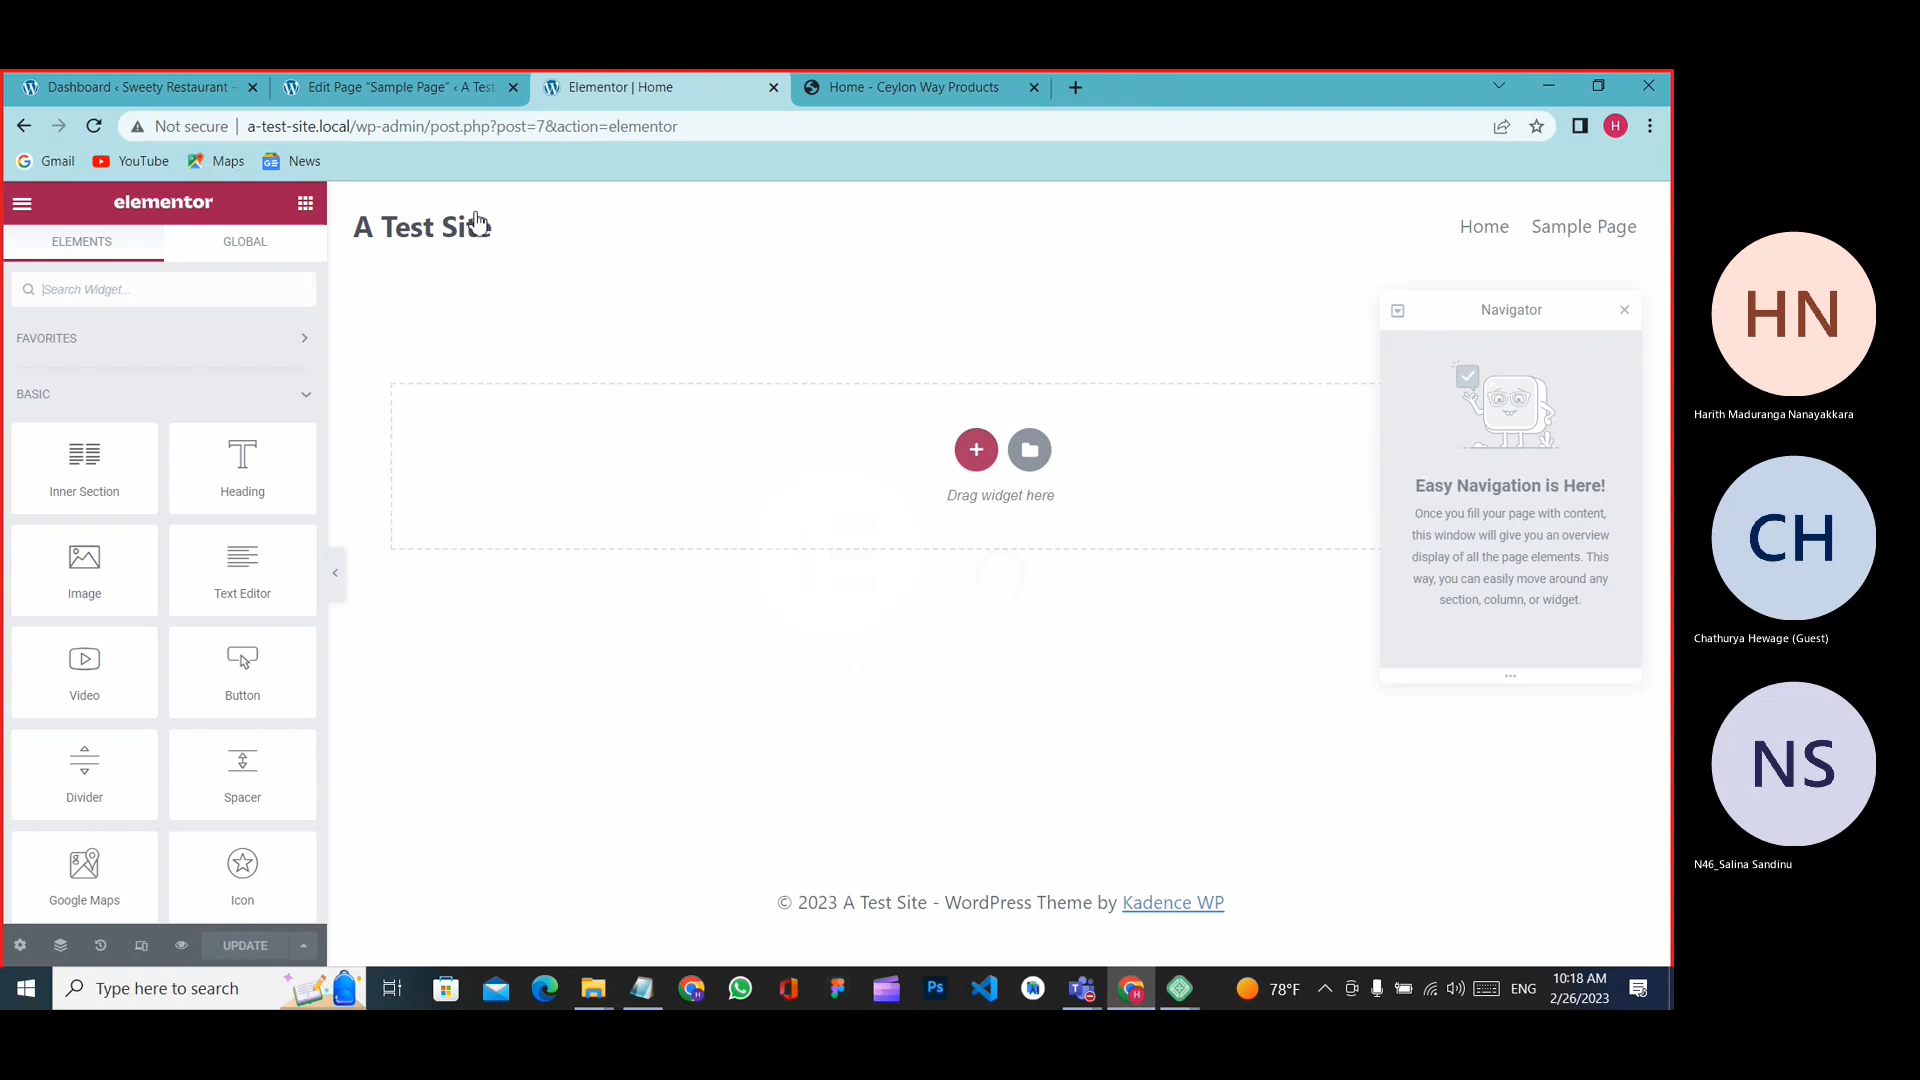 Dashboard ‹ Sweety Restaurant -
Edit Page “Sample Page” ‹ A Test
Elementor | Home
Home - Ceylon Way Products
Not secure
a-test-site.local/wp-admin/post.php?post=7&action=elementor
H
Gmail
YouTube
Maps
News
elementor
ELEMENTS
GLOBAL
Search Widget...
FAVORITES
BASIC
Inner Section
Heading
Image
Text Editor
Video
Button
Divider
Spacer
Google Maps
Icon
UPDATE
A Test Site
Home
Sample Page
Drag widget here
Navigator
Easy Navigation is Here!
Once you fill your page with content,
this window will give you an overview
display of all the page elements. This
way, you can easily move around any
section, column, or widget.
© 2023 A Test Site - WordPress Theme by Kadence WP
Type here to search
Ps
78°F
ENG
10:18 AM
2/26/2023
HN
Harith Maduranga Nanayakkara
CH
Chathurya Hewage (Guest)
NS
N46_Salina Sandinu